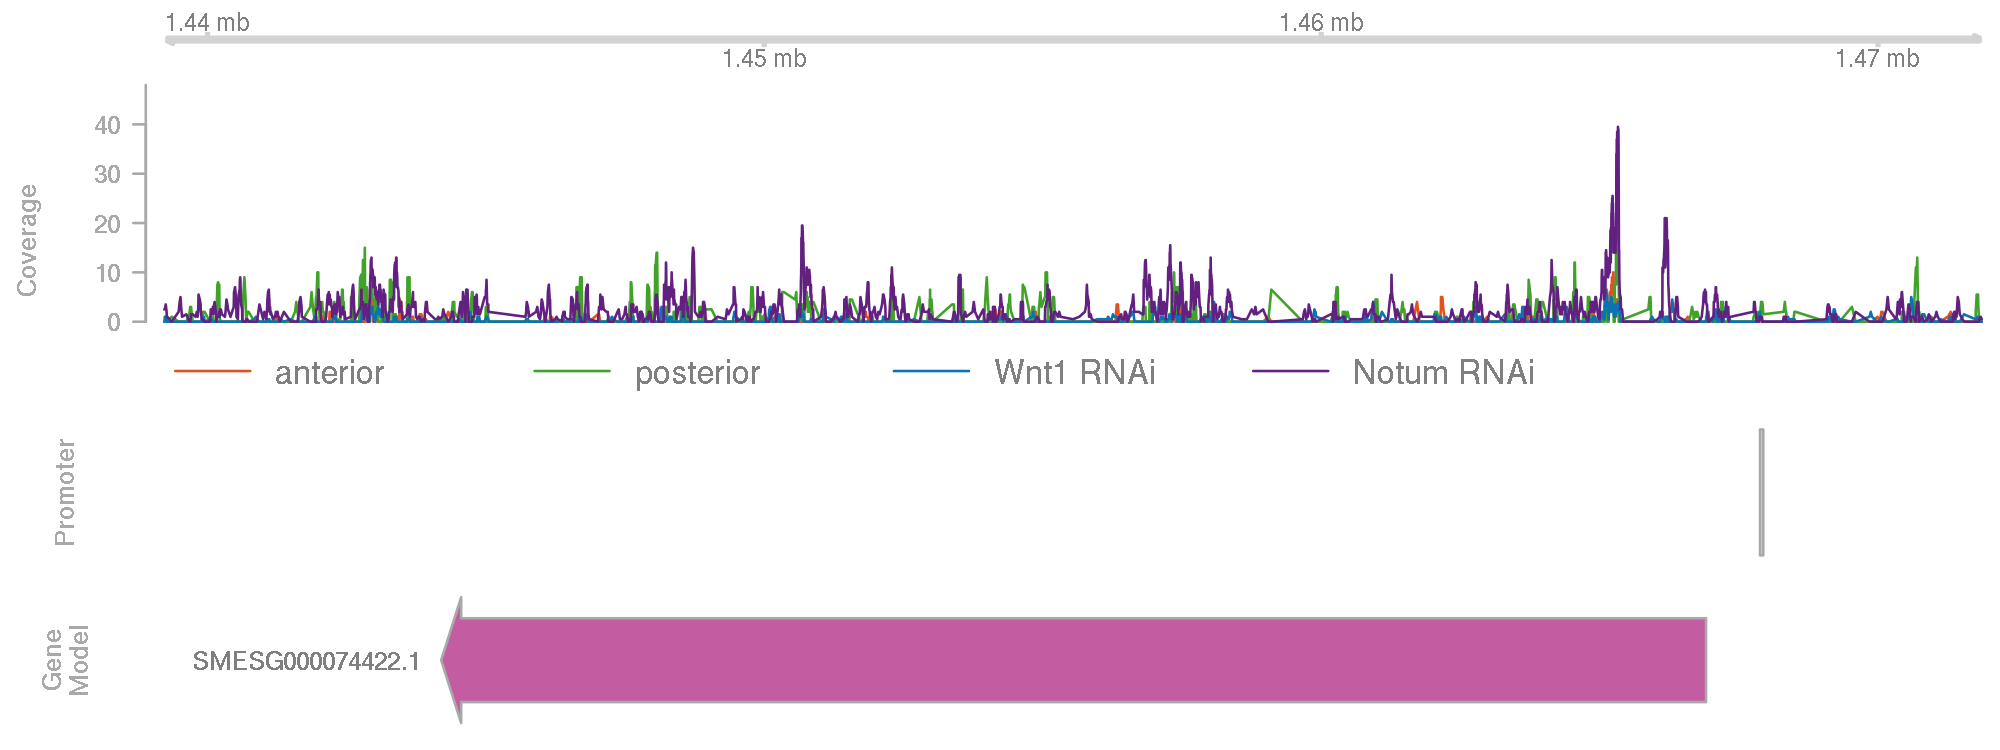 1.44 mb
1.46 mb
1.45 mb
1.47 mb
Coverage
40
30
20
10
0
anterior
posterior
Wnt1 RNAi
Notum RNAi
Promoter
Gene
Model
SMESG000074422.1